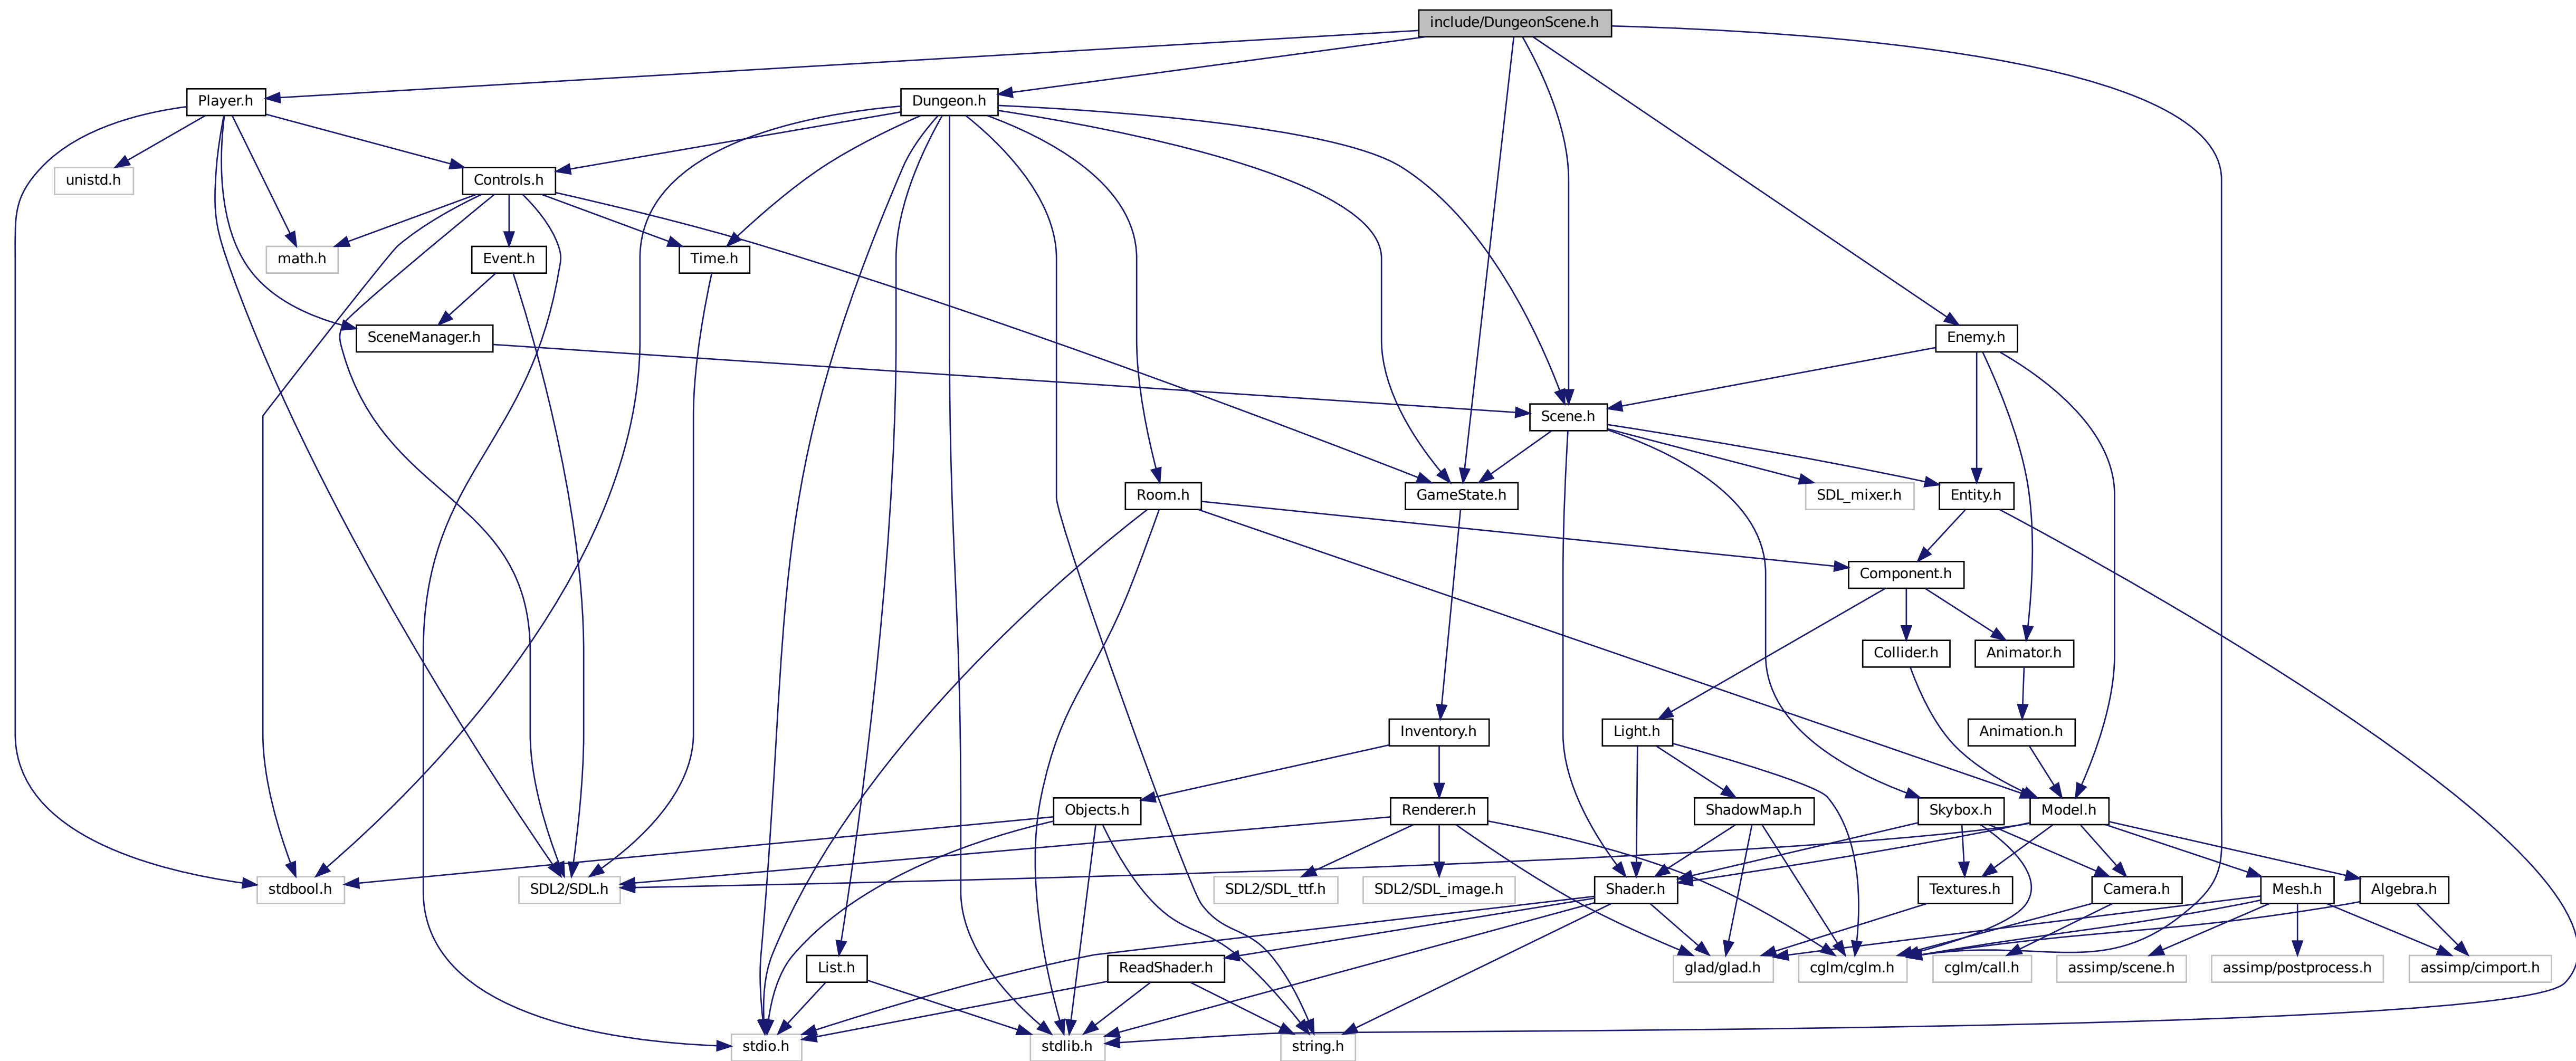 include/DungeonScene.h
Player.h
Dungeon.h
unistd.h
Controls.h
math.h
Event.h
Time.h
SceneManager.h
Enemy.h
Scene.h
Room.h
GameState.h
SDL_mixer.h
Entity.h
Component.h
Collider.h
Animator.h
Inventory.h
Light.h
Animation.h
Objects.h
Renderer.h
ShadowMap.h
Skybox.h
Model.h
stdbool.h
SDL2/SDL.h
SDL2/SDL_ttf.h
SDL2/SDL_image.h
Shader.h
Textures.h
Camera.h
Mesh.h
Algebra.h
List.h
ReadShader.h
glad/glad.h
cglm/cglm.h
cglm/call.h
assimp/scene.h
assimp/postprocess.h
assimp/cimport.h
stdio.h
stdlib.h
string.h